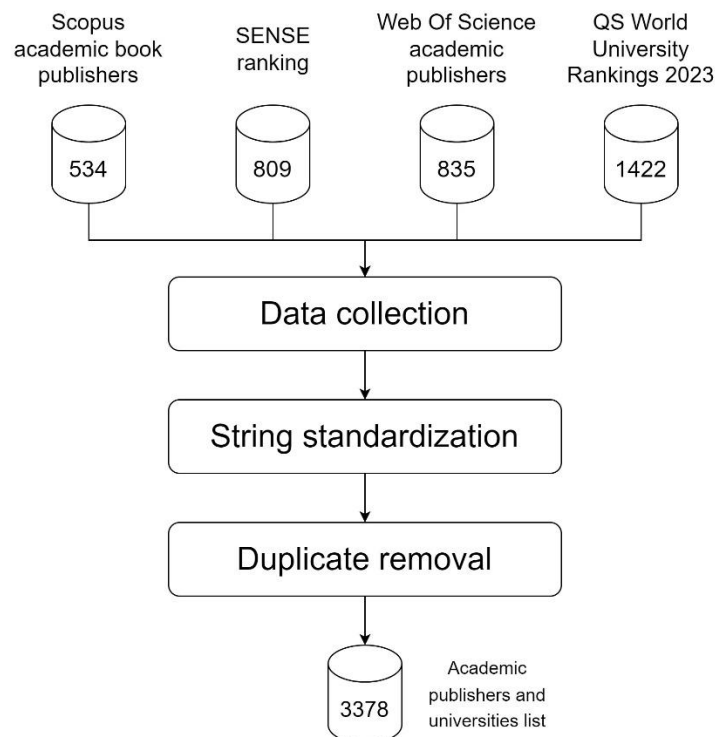 Scopus
academic book
publishers
SENSE
ranking
Web Of Science
academic
publishers
QS World
University
Rankings 2023
534
809
835
1422
Data collection
String standardization
Duplicate removal
3378
Academic
publishers and
universities list